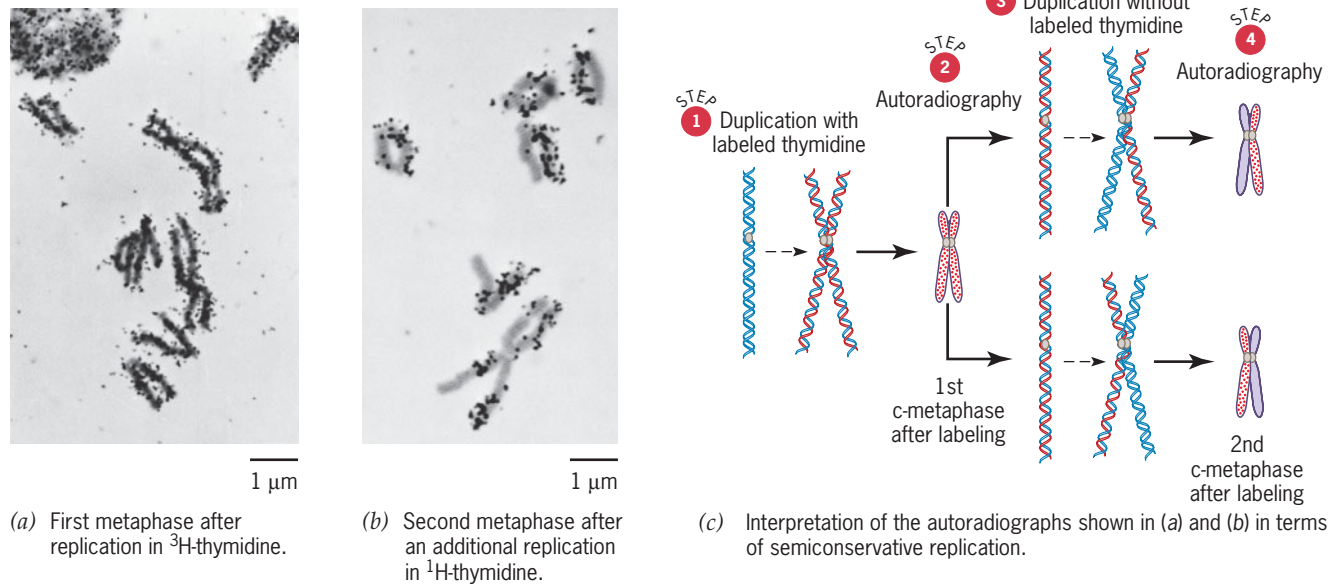 1 μm
(a) First metaphase after
replication in ³H-thymidine.
1 μm
(b) Second metaphase after
an additional replication
in ¹H-thymidine.
STEP
1
Duplication with
labeled thymidine
STEP
2
Autoradiography
1st
c-metaphase
after labeling
3
Duplication without
labeled thymidine
STEP
4
Autoradiography
2nd
c-metaphase
after labeling
(c) Interpretation of the autoradiographs shown in (a) and (b) in terms
of semiconservative replication.